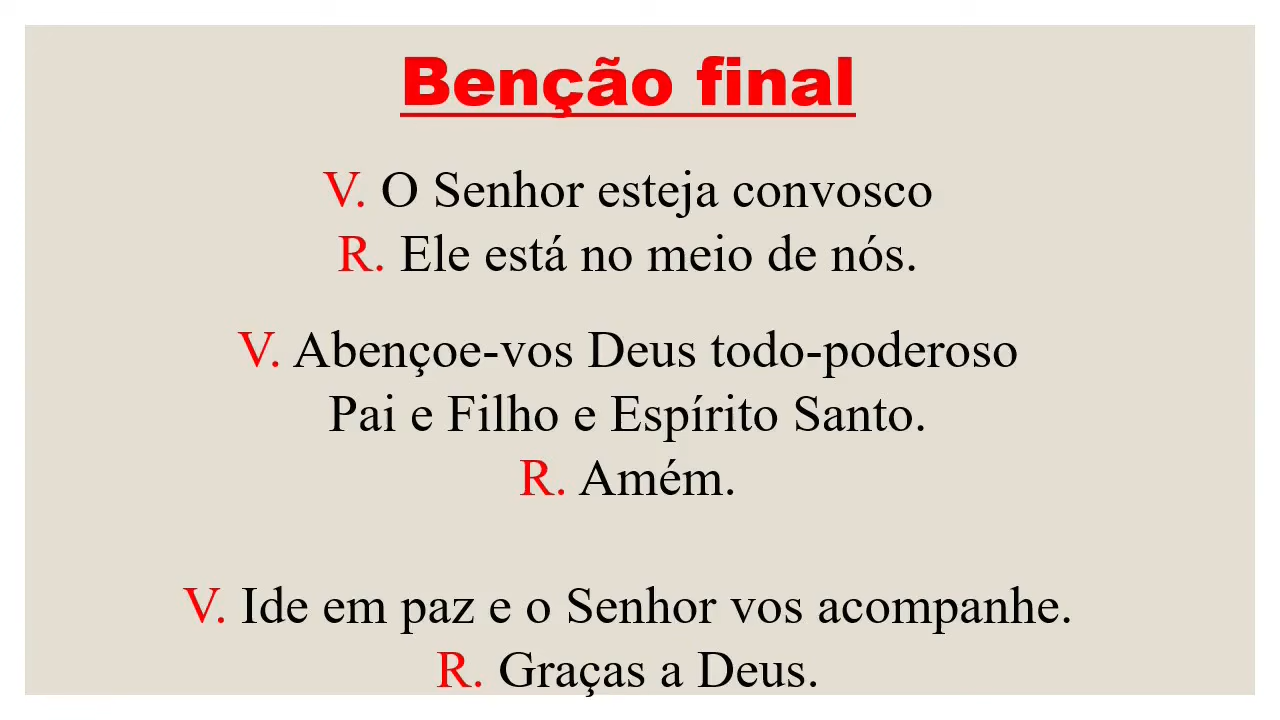 Benção final
V. O Senhor esteja convosco
R. Ele está no meio de nós.
V. Abençoe-vos Deus todo-poderoso
Pai e Filho e Espírito Santo.
R. Amém.
V. Ide em paz e o Senhor vos acompanhe.
R. Graças a Deus.